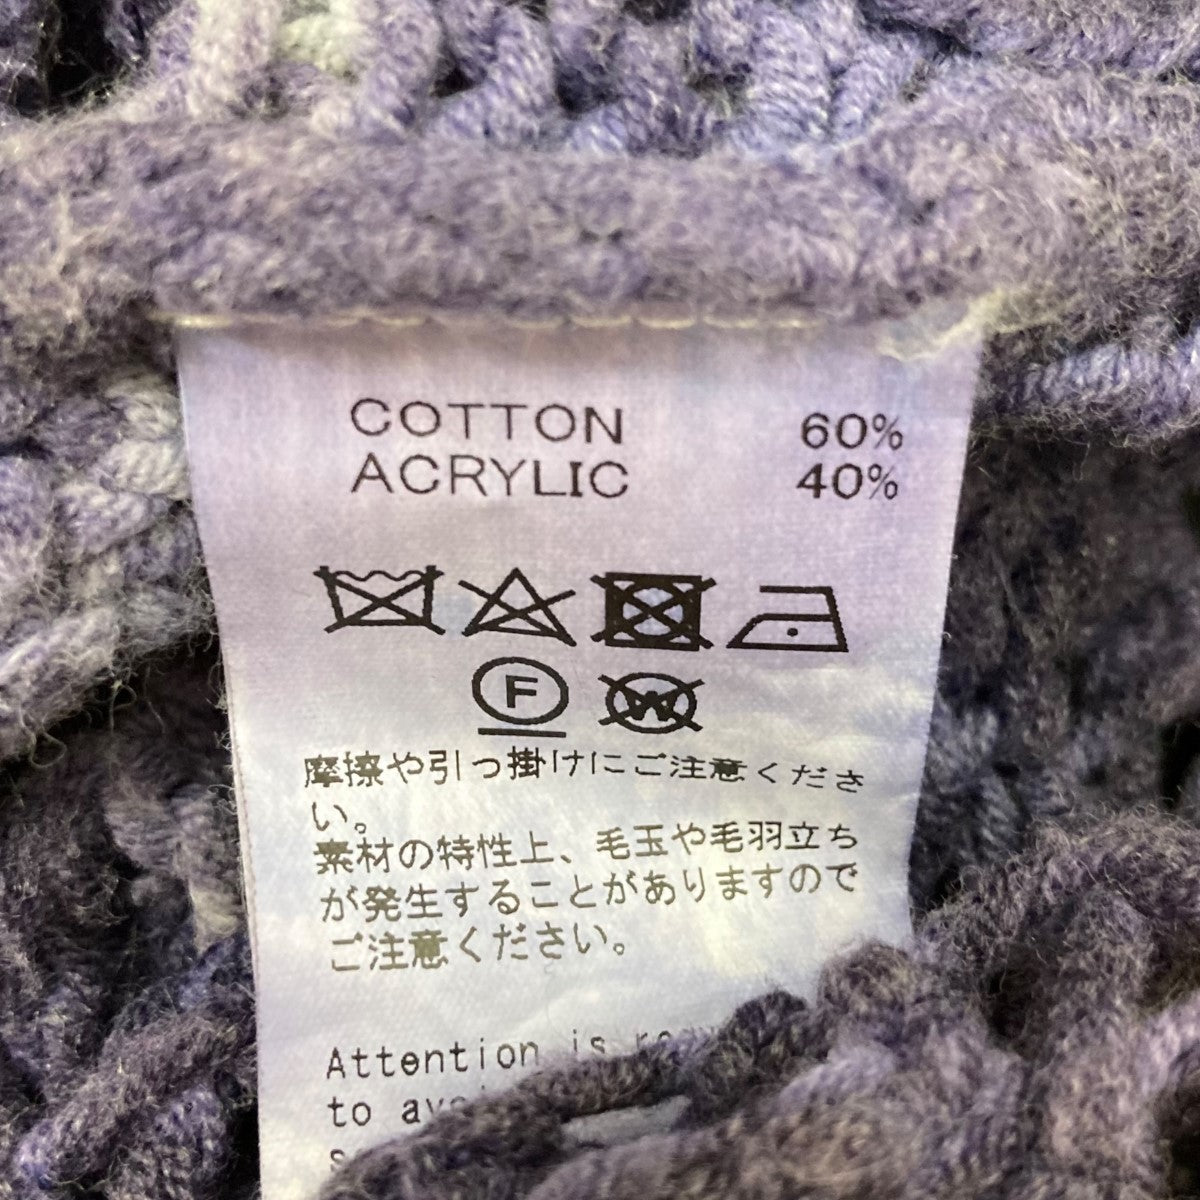 COTTON 60%
ACRYLIC 40%
F
W
摩擦や引っ掛けにご注意くださ
い。
素材の特性上、毛玉や毛羽立ち
が発生することがありますので
ご注意ください。
Attention is
to